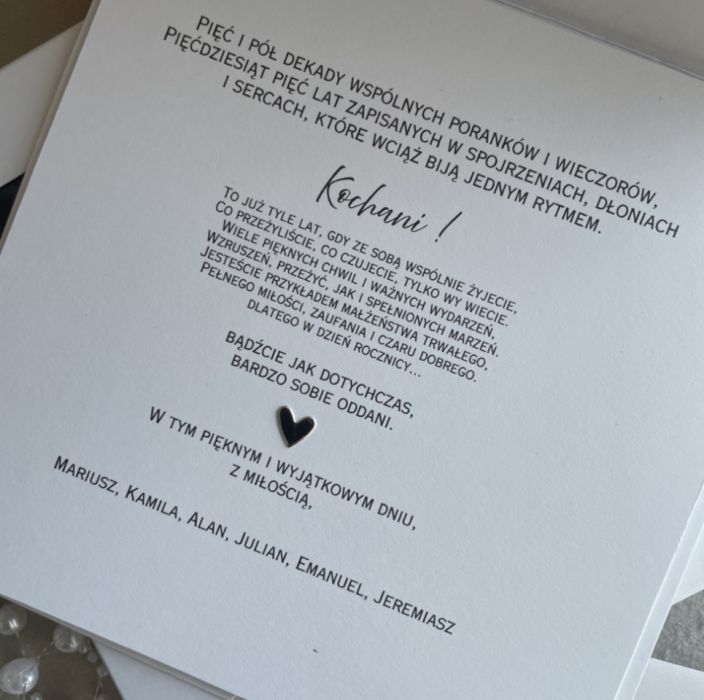 Pięć i pół dekady wspólnych poranków i wieczorów,
Pięćdziesiąt pięć lat zapisanych w spojrzeniach, dłoniach
i sercach, które wciąż biją jednym rytmem.
Kochani!
To już tyle lat, gdy ze sobą wspólnie żyjecie,
Co przeżyliście, co czujecie, tylko wy wiecie.
Wiele pięknych chwil i ważnych wydarzeń,
Wzruszeń, przeżyć, jak i spełnionych marzeń.
Jesteście przykładem małżeństwa trwałego,
Pełnego miłości, zaufania i czaru dobrego.
Dlatego w dzień rocznicy...
Bądźcie jak dotychczas,
bardzo sobie oddani.
W tym pięknym i wyjątkowym dniu,
z miłością,
Mariusz, Kamila, Alan, Julian, Emanuel, Jeremiasz